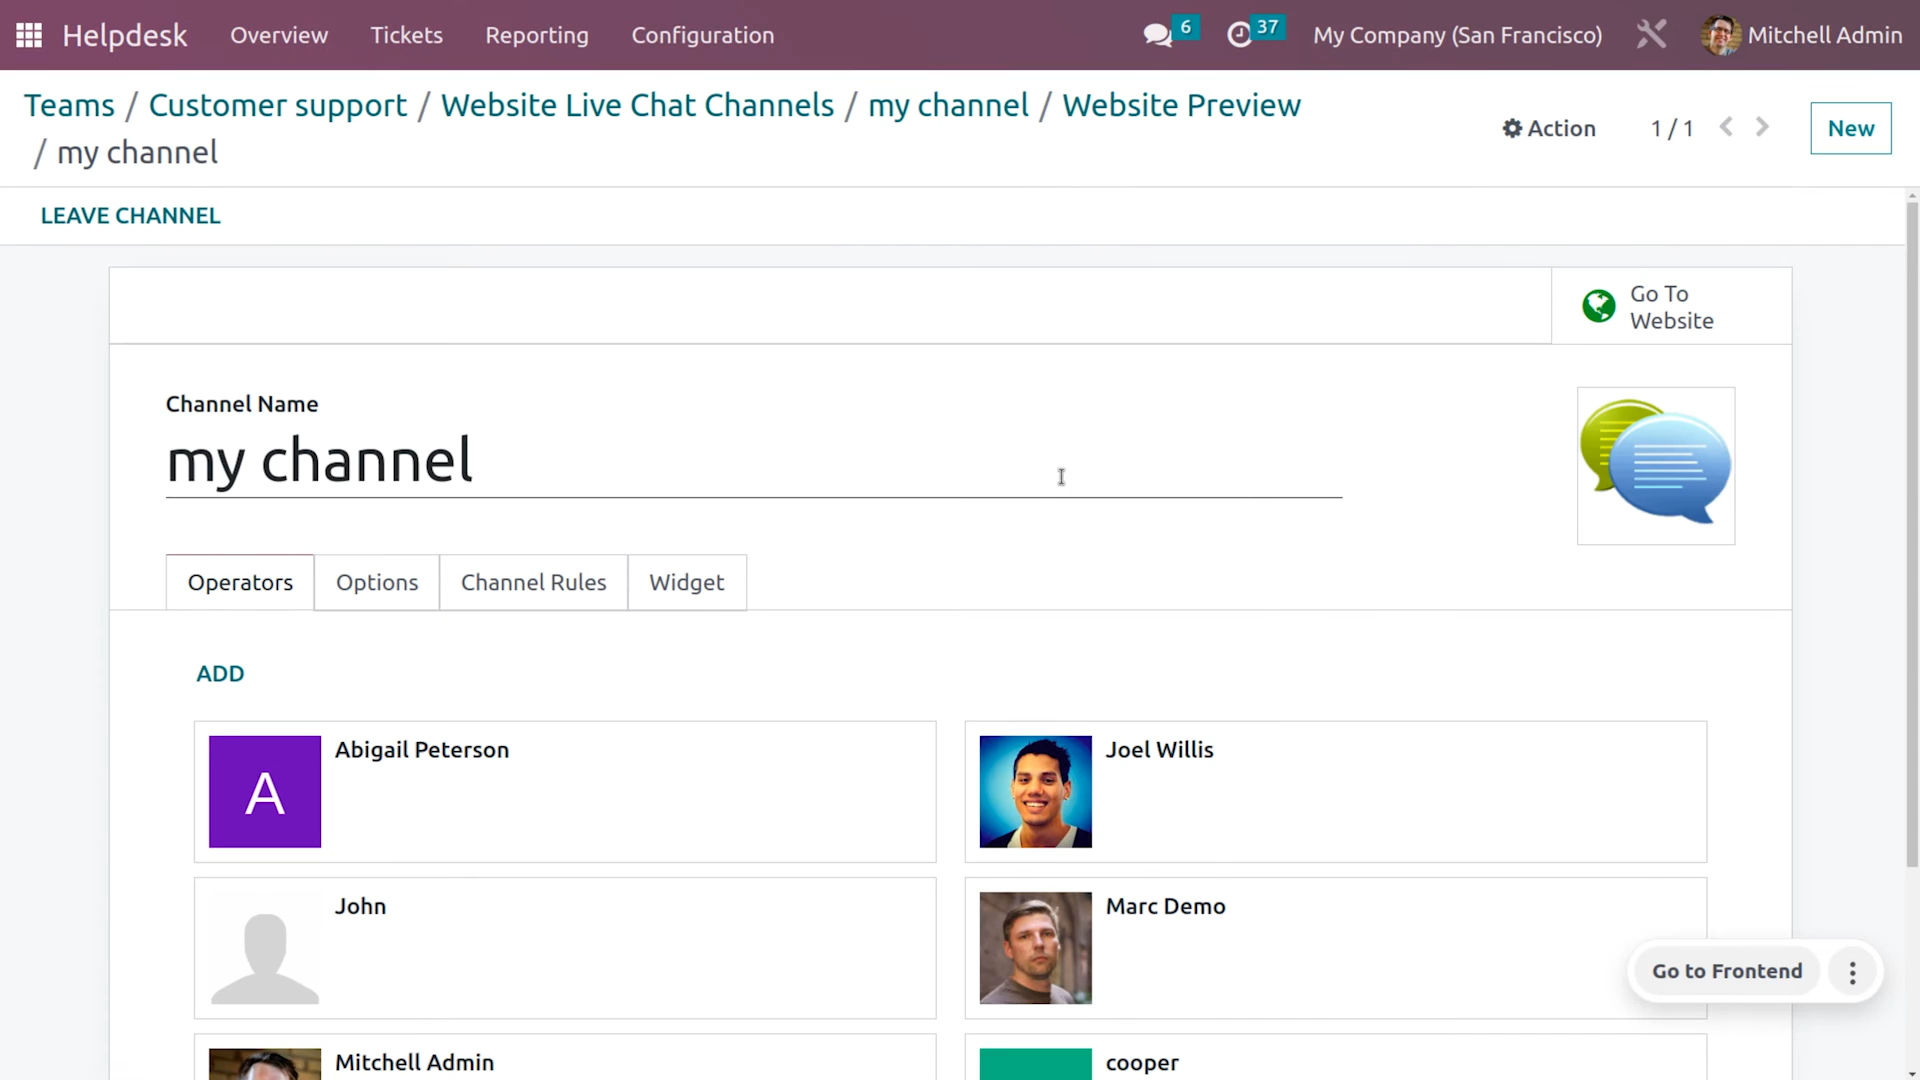 Helpdesk Overview Tickets Reporting Configuration 6 37 My Company (San Francisco) Mitchell Admin
Teams / Customer support / Website Live Chat Channels / my channel / Website Preview
/ my channel
Action 1 / 1 New
LEAVE CHANNEL
Go To
Website
Channel Name
my channel
Operators Options Channel Rules Widget
ADD
A Abigail Peterson Joel Willis
John Marc Demo
Go to Frontend
Mitchell Admin cooper